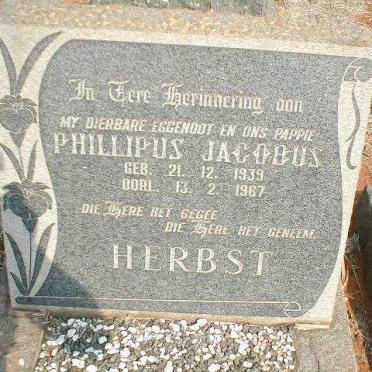 In Tere Herinnering aan
MY DIERBARE EGGENOOT EN ONS PAPPIE
PHILLIPUS JACOBUS
GEB. 21. 12. 1939
OORL. 13. 2. 1967
DIE HERE HET GEGEE
DIE HERE HET GENEEM.
HERBST